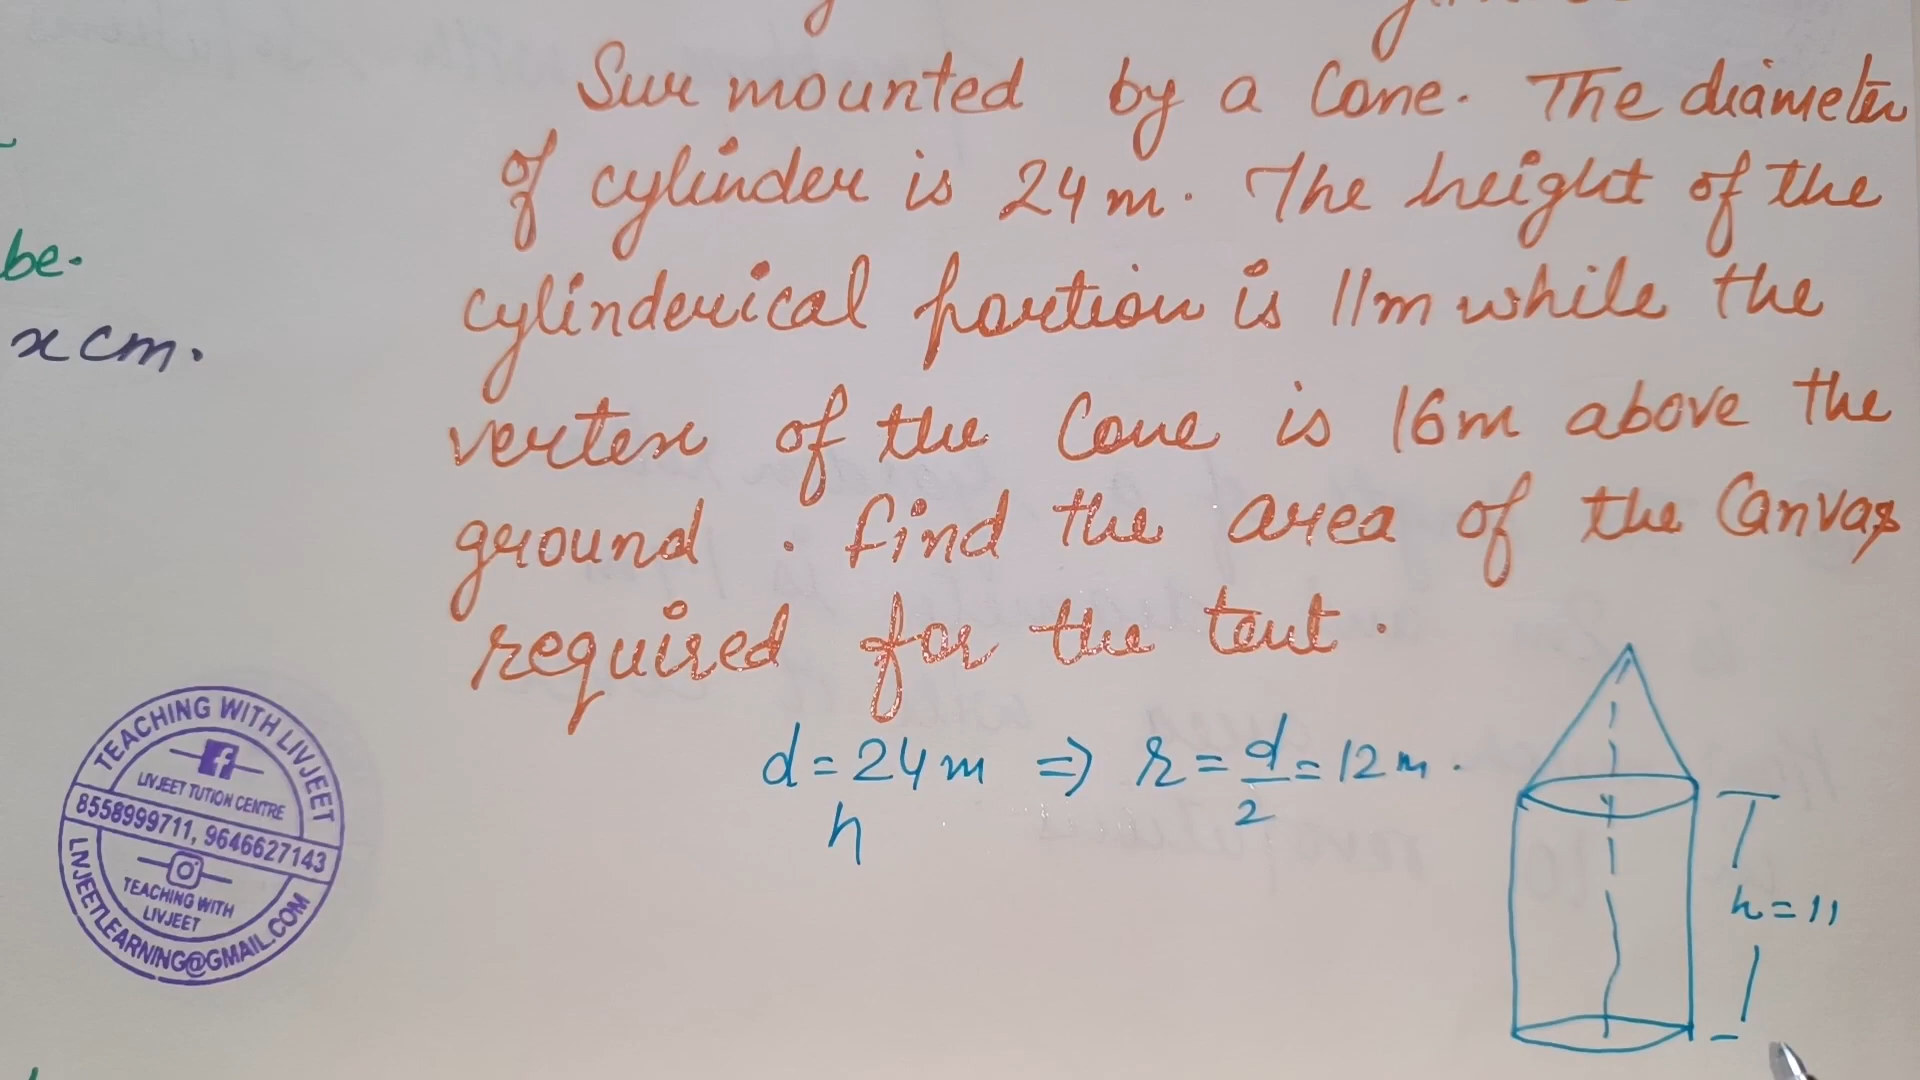 Surmounted by a Cone. The diameter
of cylinder is 24m. The height of the
cylinderical portion is 11m while the
be.
x cm.
vertex of the Cone is 16m above the
ground. find the area of the Canvas
required for the tent.
d = 24m ⇒ r = d/2 = 12m.
h
h = 11
TEACHING WITH LIVJEET
LIVJEET TUTION CENTRE
8558999711, 9646627143
TEACHING WITH
LIVJEET
LIVJEETLEARNING@GMAIL.COM